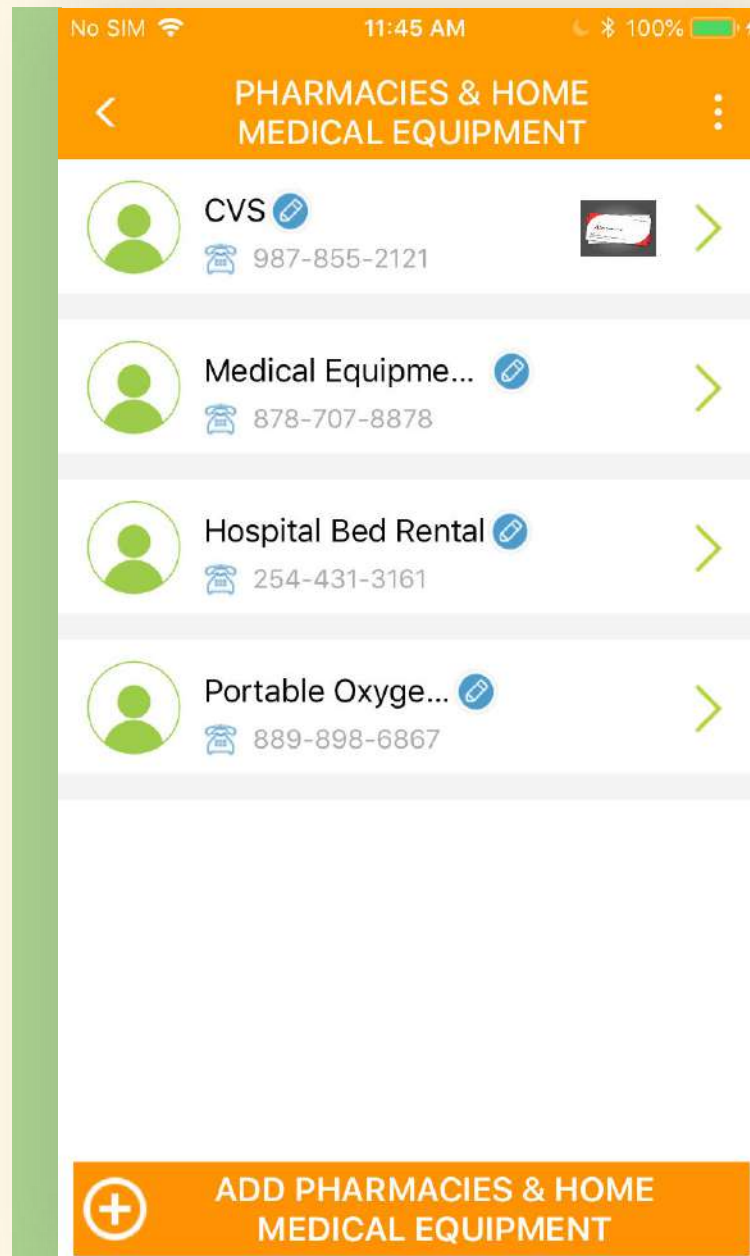 No SIM 11:45 AM 100%
PHARMACIES & HOME
MEDICAL EQUIPMENT
CVS
987-855-2121
Medical Equipme...
878-707-8878
Hospital Bed Rental
254-431-3161
Portable Oxyge...
889-898-6867
ADD PHARMACIES & HOME
MEDICAL EQUIPMENT